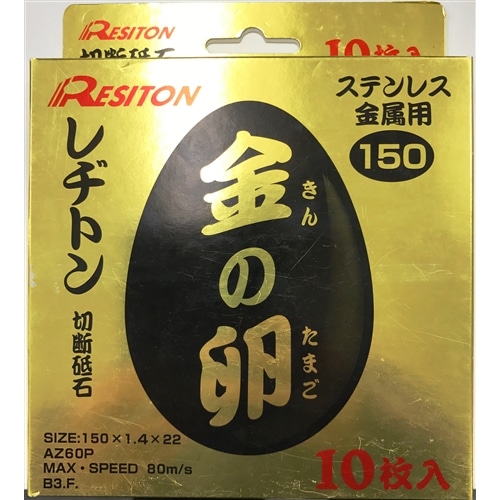 RESITON
切断砥石
10枚入
RESITON
レヂトン
切断砥石
ステンレス
金属用
150
金の卵
きん
たまご
SIZE:150×1.4×22
AZ60P
MAX・SPEED 80m/s
B3.F.
10枚入